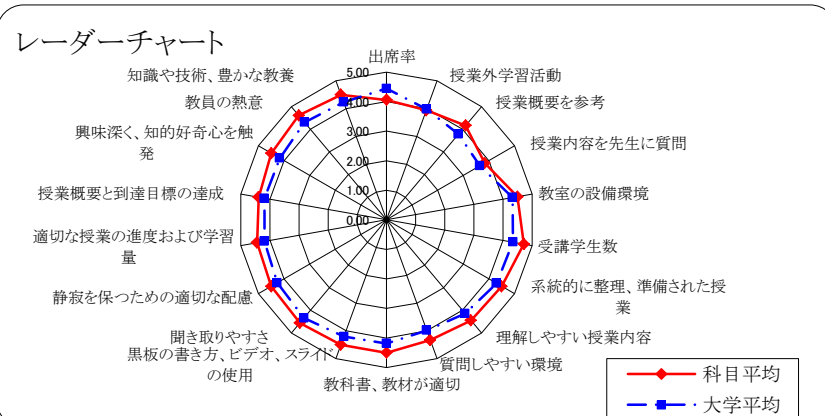 レーダーチャート
出席率
授業外学習活動
授業概要を参考
授業内容を先生に質問
教室の設備環境
受講学生数
系統的に整理、準備された授
業
理解しやすい授業内容
質問しやすい環境
教科書、教材が適切
黒板の書き方、ビデオ、スライド
の使用
聞き取りやすさ
静寂を保つための適切な配慮
適切な授業の進度および学習
量
授業概要と到達目標の達成
興味深く、知的好奇心を触
発
教員の熱意
知識や技術、豊かな教養
5.00
4.00
3.00
2.00
1.00
0.00
科目平均
大学平均